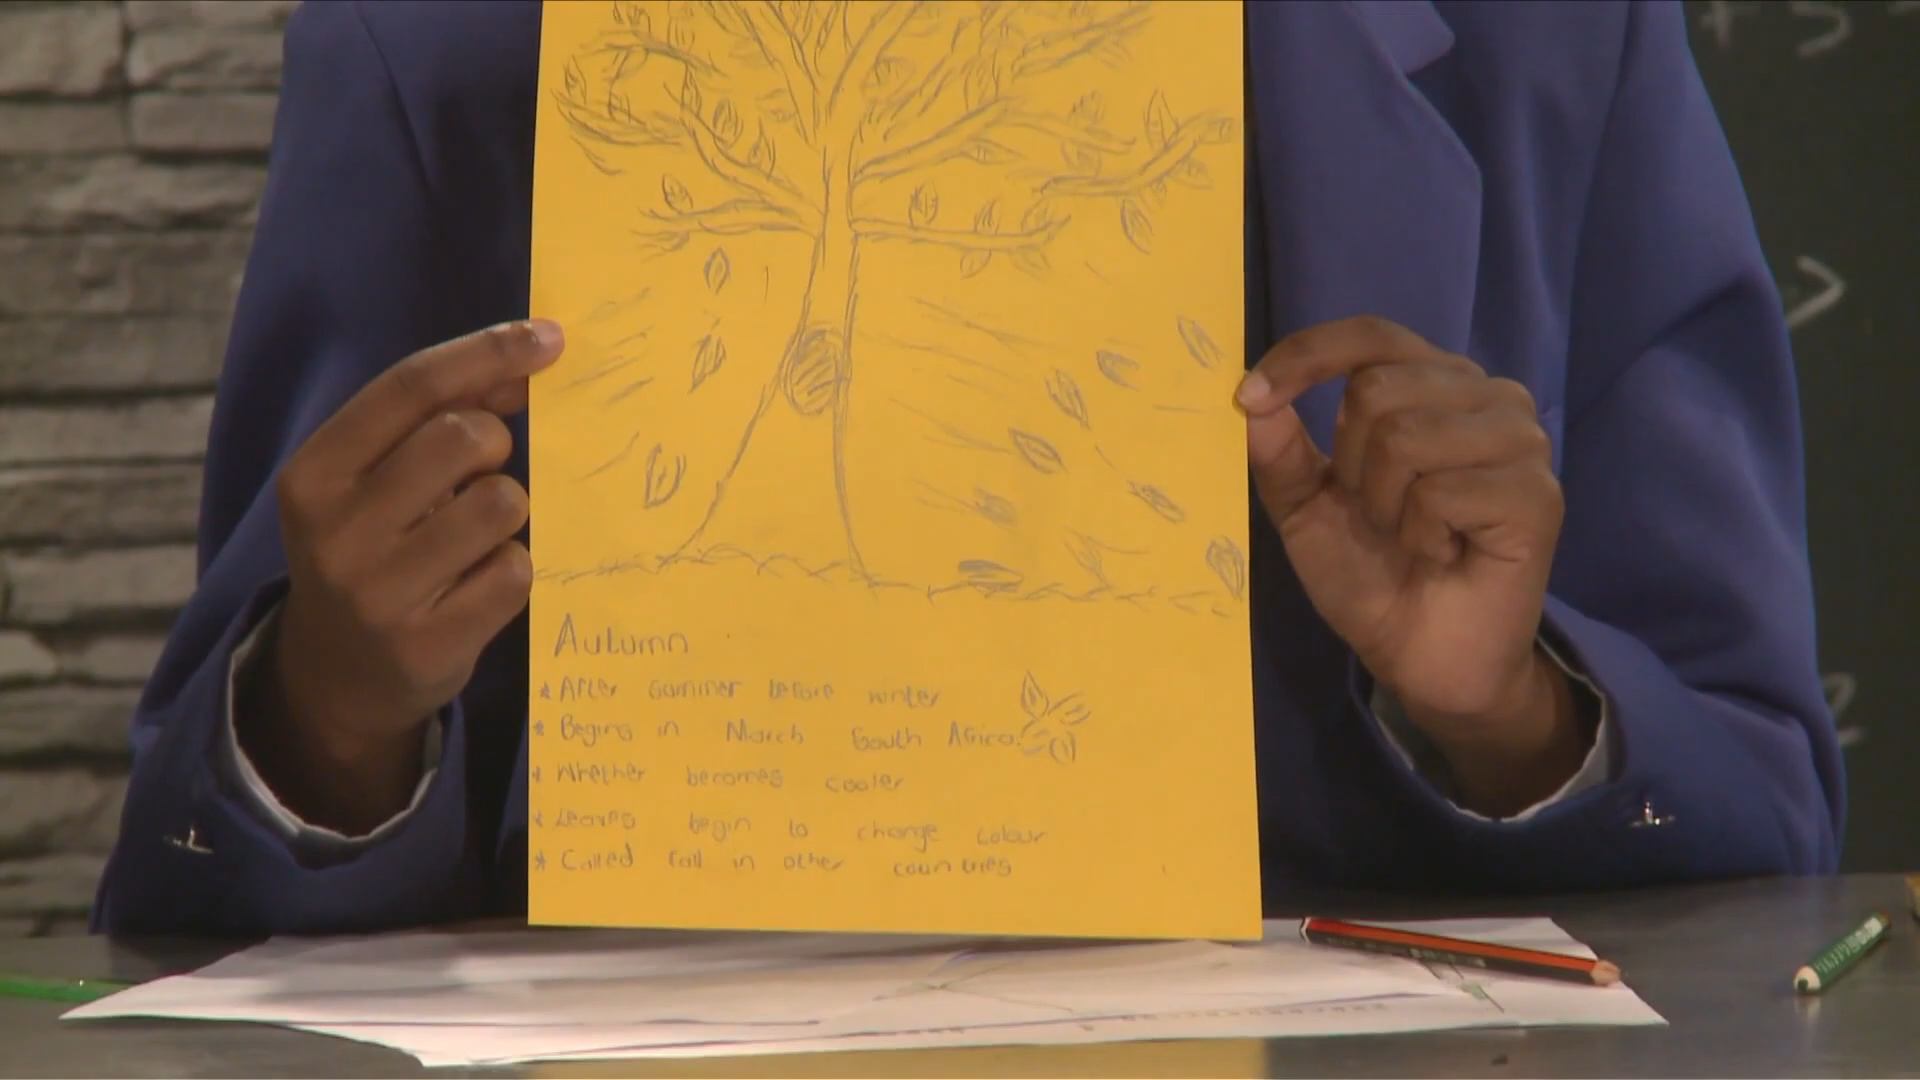 Autumn
* After Summer before winter
* Begins in March South Africa.
* Whether becomes cooler
* Leaves begin to change colour
* Called fall in other countries